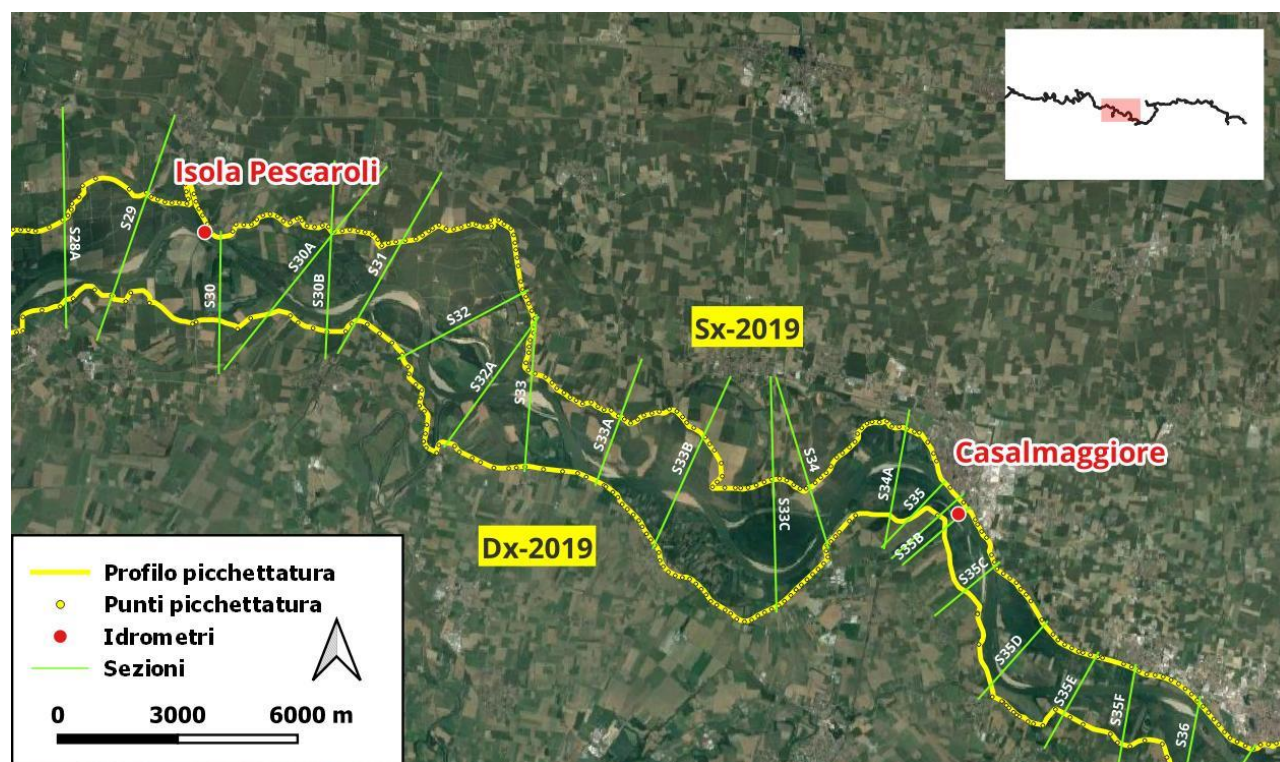 Isola Pescaroli
S28A
S29
S30
S30A
S30B
S31
S32
S32A
S33
Sx-2019
S33A
S33B
S33C
S34
Casalmaggiore
S34A
S35
S35B
Dx-2019
S35C
S35D
S35E
S35F
S36
Profilo picchettatura
Punti picchettatura
Idrometri
Sezioni
0 3000 6000 m